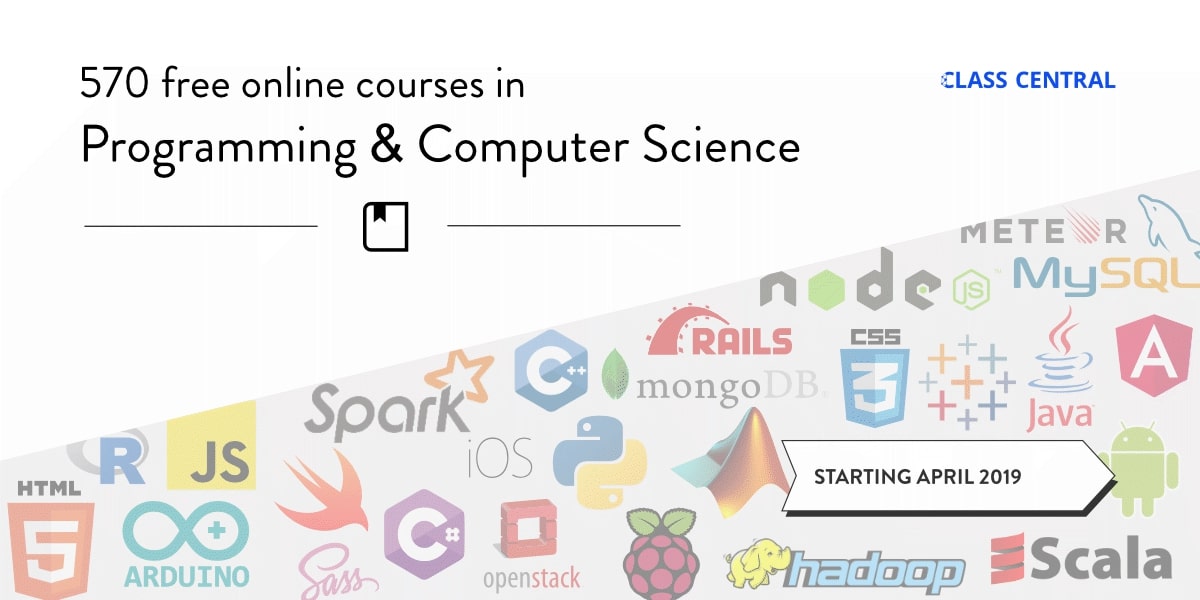 570 free online courses in
CLASS CENTRAL
Programming & Computer Science
METEOR
MySQL
node
JS
RAILS
CSS
3
C++
mongoDB
A
Java
Spark
iOS
R
JS
HTML
5
STARTING APRIL 2019
C#
ARDUINO
Sass
openstack
hadoop
Scala